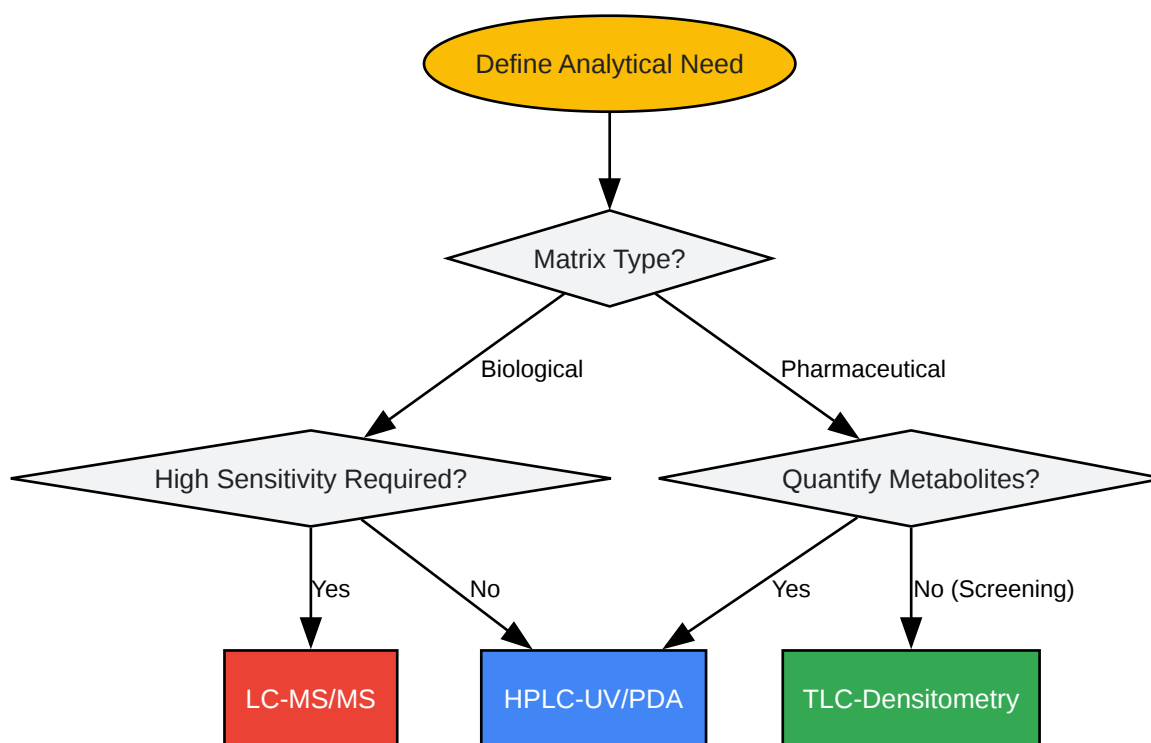 Define Analytical Need
Matrix Type?
Biological
Pharmaceutical
High Sensitivity Required?
Quantify Metabolites?
Yes
No
Yes
No (Screening)
LC-MS/MS
HPLC-UV/PDA
TLC-Densitometry